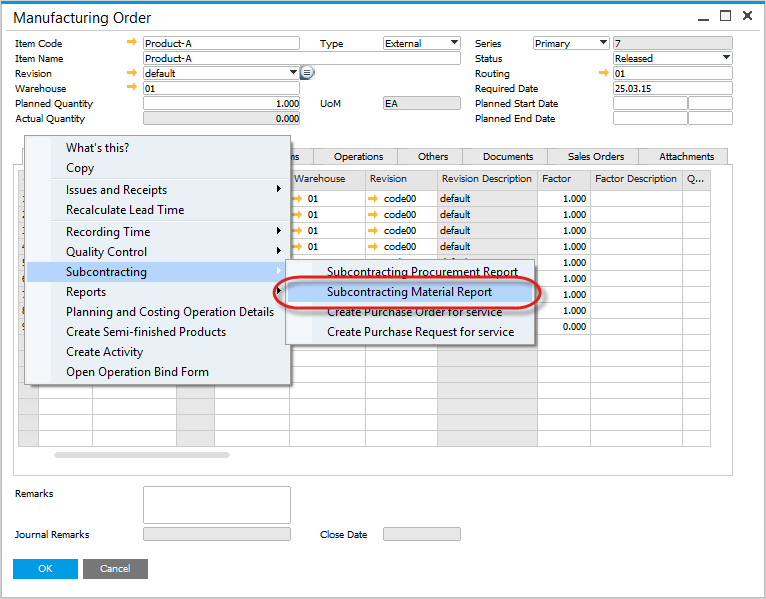 Manufacturing Order
Item Code Product-A Type External Series Primary 7
Item Name Product-A Status Released
Revision default Routing 01
Warehouse 01 Required Date 25.03.15
Planned Quantity 1.000 UoM EA Planned Start Date
Actual Quantity 0.000 Planned End Date
What's this?
Copy
Issues and Receipts
Recalculate Lead Time
Recording Time
Quality Control
Subcontracting
Reports
Planning and Costing Operation Details
Create Semi-finished Products
Create Activity
Open Operation Bind Form
Operations Others Documents Sales Orders Attachments
Warehouse Revision Revision Description Factor Factor Description Q...
01 code00 default 1.000
01 code00 default 1.000
01 code00 default 1.000
01 code00 default 1.000
1.000
1.000
1.000
1.000
0.000
Subcontracting Procurement Report
Subcontracting Material Report
Create Purchase Order for service
Create Purchase Request for service
Remarks
Journal Remarks Close Date
OK Cancel